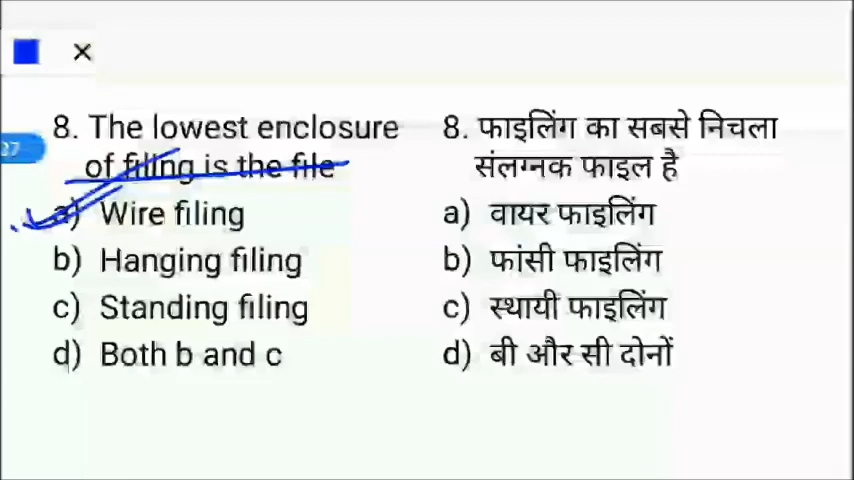 27
8. The lowest enclosure
of filing is the file
a) Wire filing
b) Hanging filing
c) Standing filing
d) Both b and c
8. फाइलिंग का सबसे निचला
संलग्नक फाइल है
a) वायर फाइलिंग
b) फांसी फाइलिंग
c) स्थायी फाइलिंग
d) बी और सी दोनों